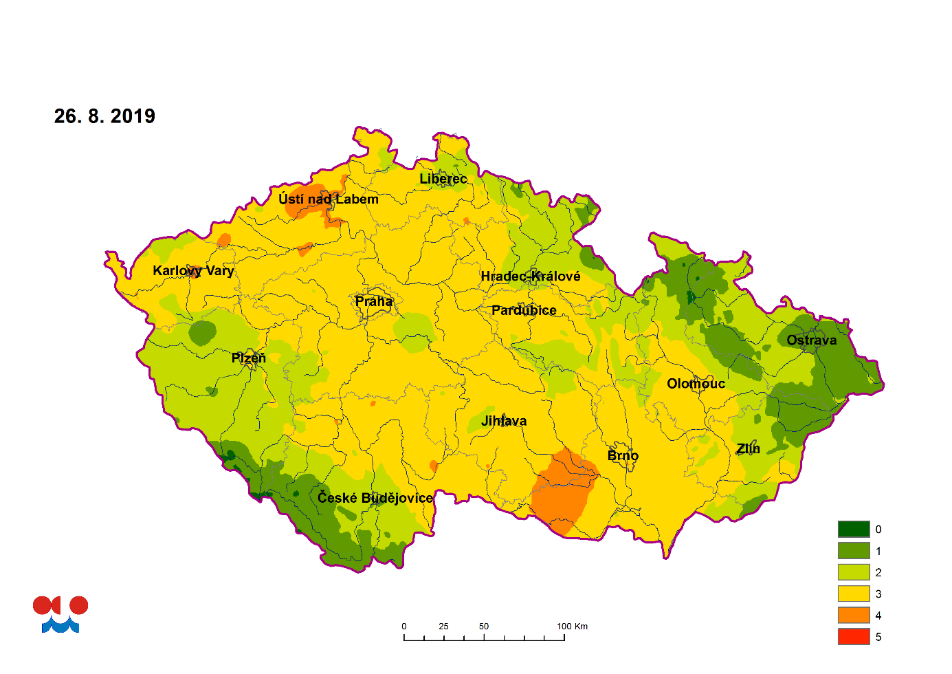 26. 8. 2019
Liberec
Ústí nad Labem
Karlovy Vary
Hradec Králové
Praha
Pardubice
Ostrava
Plzeň
Olomouc
Jihlava
Zlín
Brno
České Budějovice
0
1
2
3
4
5
0 25 50 100 Km